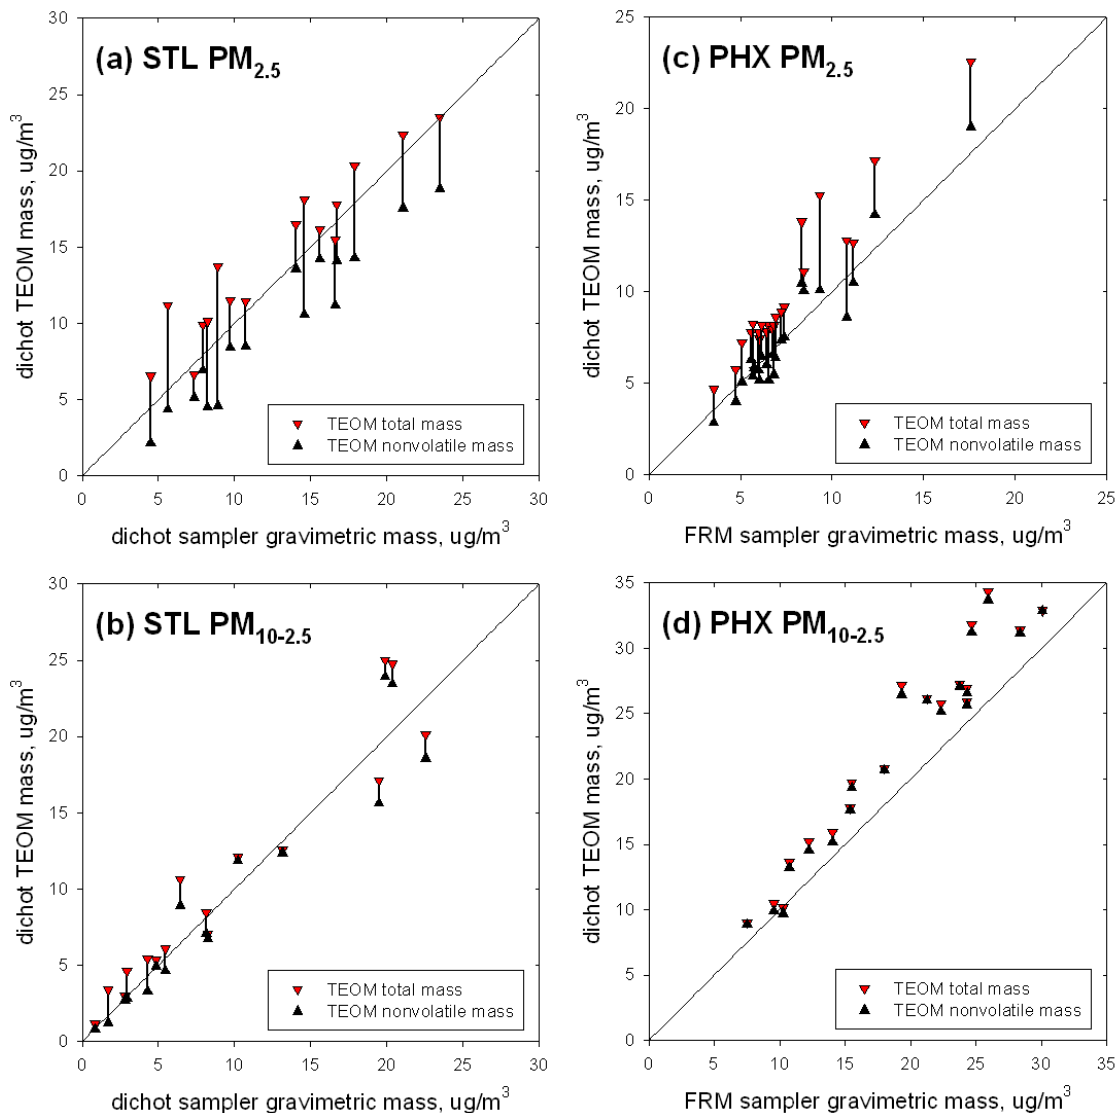 (a) STL PM2.5
dichot TEOM mass, ug/m3
30
25
20
15
10
5
0
TEOM total mass
TEOM nonvolatile mass
0 5 10 15 20 25 30
dichot sampler gravimetric mass, ug/m3
(c) PHX PM2.5
dichot TEOM mass, ug/m3
25
20
15
10
5
0
TEOM total mass
TEOM nonvolatile mass
0 5 10 15 20 25
FRM sampler gravimetric mass, ug/m3
(b) STL PM10-2.5
dichot TEOM mass, ug/m3
30
25
20
15
10
5
0
TEOM total mass
TEOM nonvolatile mass
0 5 10 15 20 25 30
dichot sampler gravimetric mass, ug/m3
(d) PHX PM10-2.5
dichot TEOM mass, ug/m3
35
30
25
20
15
10
5
0
TEOM total mass
TEOM nonvolatile mass
0 5 10 15 20 25 30 35
FRM sampler gravimetric mass, ug/m3